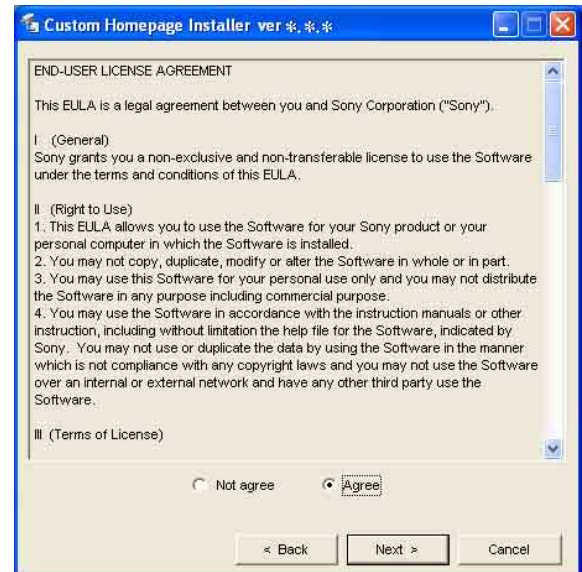 Custom Homepage Installer ver *.*.*
END-USER LICENSE AGREEMENT
This EULA is a legal agreement between you and Sony Corporation ("Sony").
I (General)
Sony grants you a non-exclusive and non-transferable license to use the Software
under the terms and conditions of this EULA.
II (Right to Use)
1. This EULA allows you to use the Software for your Sony product or your
personal computer in which the Software is installed.
2. You may not copy, duplicate, modify or alter the Software in whole or in part.
3. You may use this Software for your personal use only and you may not distribute
the Software in any purpose including commercial purpose.
4. You may use the Software in accordance with the instruction manuals or other
instruction, including without limitation the help file for the Software, indicated by
Sony. You may not use or duplicate the data by using the Software in the manner
which is not compliance with any copyright laws and you may not use the Software
over an internal or external network and have any other third party use the
Software.
III (Terms of License)
Not agree Agree
< Back Next > Cancel